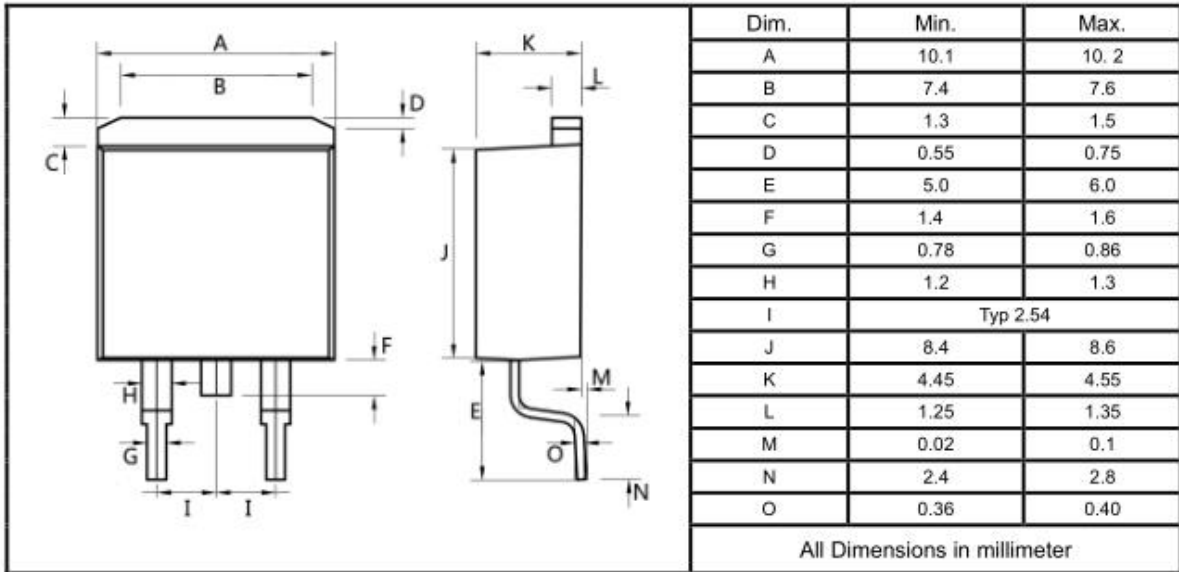 A
B
D
C
F
H
G
I I
K
L
J
M
E
O
N
Dim. Min. Max.
A 10.1 10. 2
B 7.4 7.6
C 1.3 1.5
D 0.55 0.75
E 5.0 6.0
F 1.4 1.6
G 0.78 0.86
H 1.2 1.3
I Typ 2.54
J 8.4 8.6
K 4.45 4.55
L 1.25 1.35
M 0.02 0.1
N 2.4 2.8
O 0.36 0.40
All Dimensions in millimeter